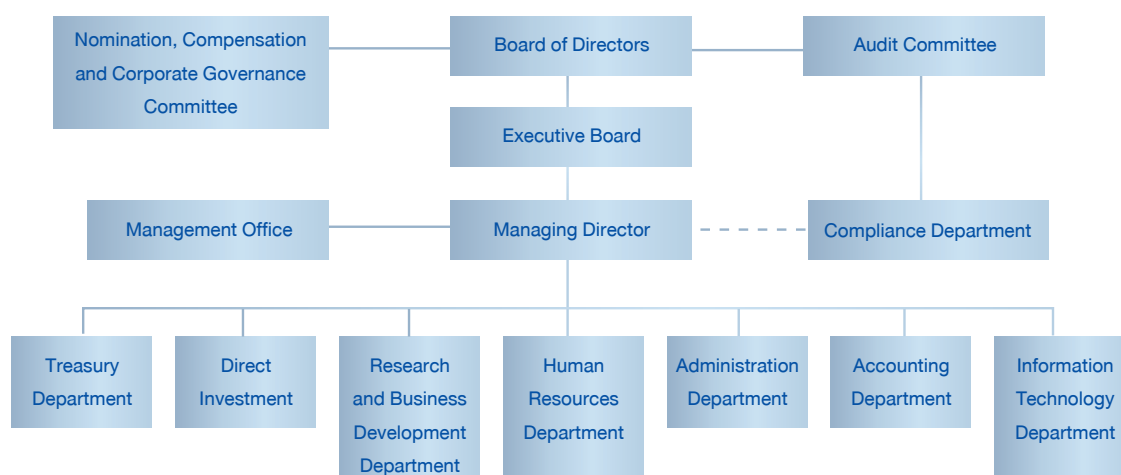 Nomination, Compensation
and Corporate Governance
Committee
Board of Directors
Audit Committee
Executive Board
Management Office
Managing Director
Compliance Department
Treasury
Department
Direct
Investment
Research
and Business
Development
Department
Human
Resources
Department
Administration
Department
Accounting
Department
Information
Technology
Department